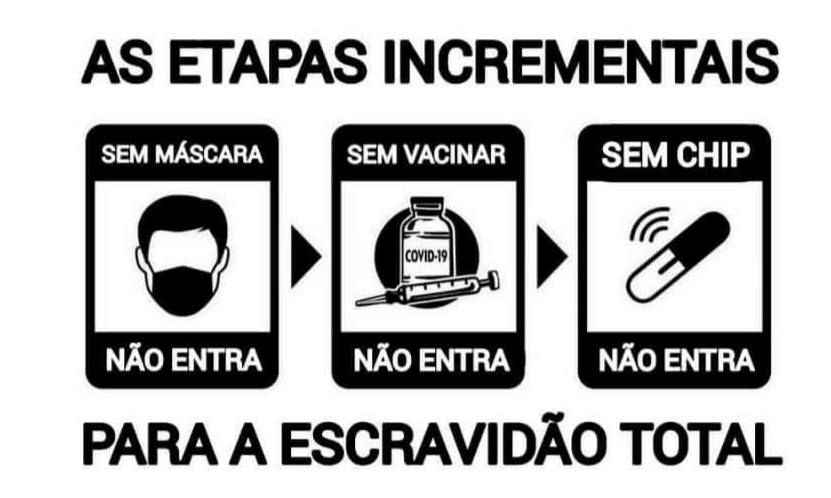 AS ETAPAS INCREMENTAIS
SEM MÁSCARA
SEM VACINAR
SEM CHIP
COVID-19
NÃO ENTRA
NÃO ENTRA
NÃO ENTRA
PARA A ESCRAVIDÃO TOTAL